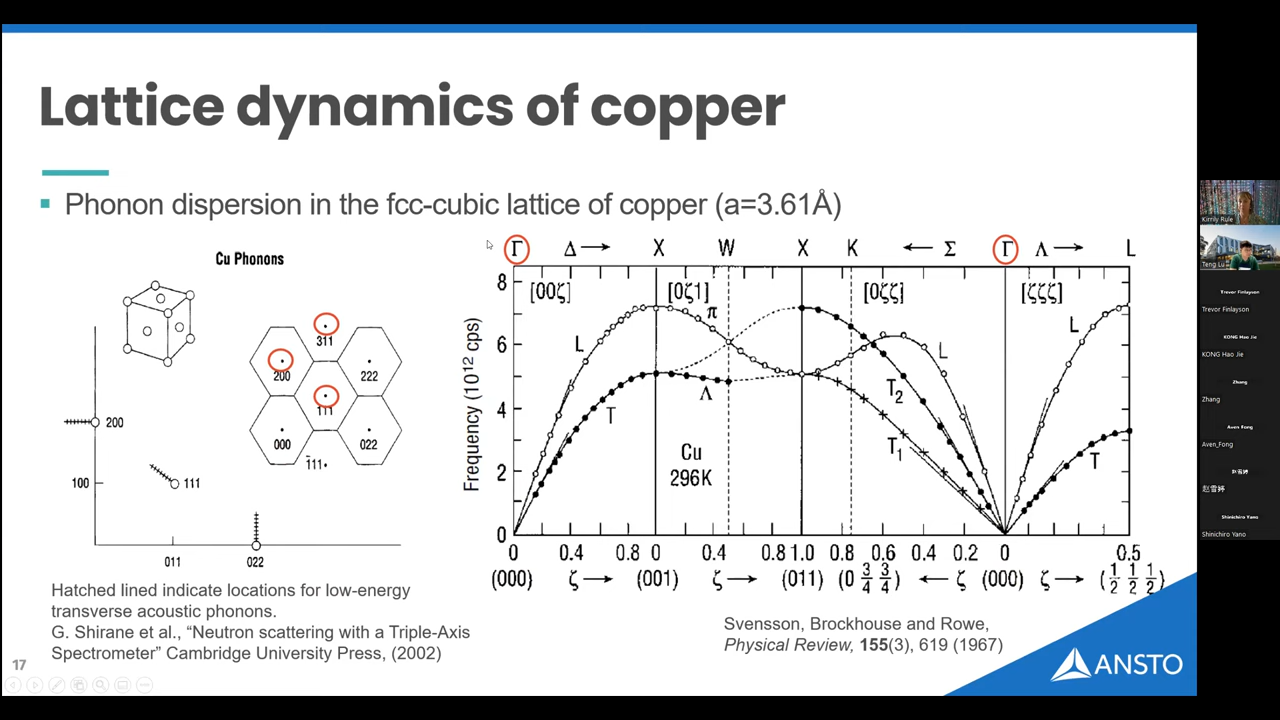 Lattice dynamics of copper
Phonon dispersion in the fcc-cubic lattice of copper (a=3.61Å)
Cu Phonons
311
200
222
111
000
022
1̄11
200
100
111
011
022
Hatched lined indicate locations for low-energy
transverse acoustic phonons.
G. Shirane et al., “Neutron scattering with a Triple-Axis
Spectrometer” Cambridge University Press, (2002)
Γ Δ → X W X K ← Σ Γ Λ → L
[00ζ] [0ζ1] [0ζζ] [ζζζ]
π
L
L
L
T
Λ
T₂
T₁
T
Cu
296K
Frequency (10¹² cps)
8
6
4
2
0
0 0.4 0.8 0 0.4 0.8 1.0 0.8 0.6 0.4 0.2 0 0.5
(000) ζ → (001) ζ → (011) (0 3/4 3/4) ← ζ (000) ζ → (1/2 1/2 1/2)
Svensson, Brockhouse and Rowe,
Physical Review, 155(3), 619 (1967)
17
ANSTO
Kirrily Rule
Teng Lu
Trevor Finlayson
Trevor Finlayson
KONG Hao Jie
KONG Hao Jie
Zhang
Zhang
Aven Fong
Aven_Fong
赵雪婷
赵雪婷
Shinichiro Yano
Shinichiro Yano